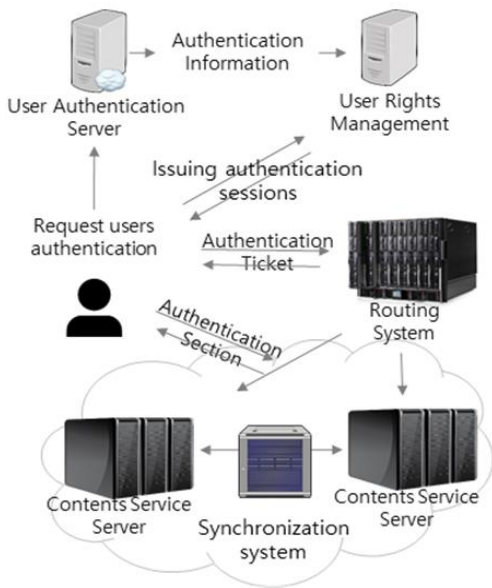 Authentication
Information
User Authentication
Server
User Rights
Management
Issuing authentication
sessions
Request users
authentication
Authentication
Ticket
Routing
System
Authentication
Section
Contents Service
Server
Synchronization
system
Contents Service
Server